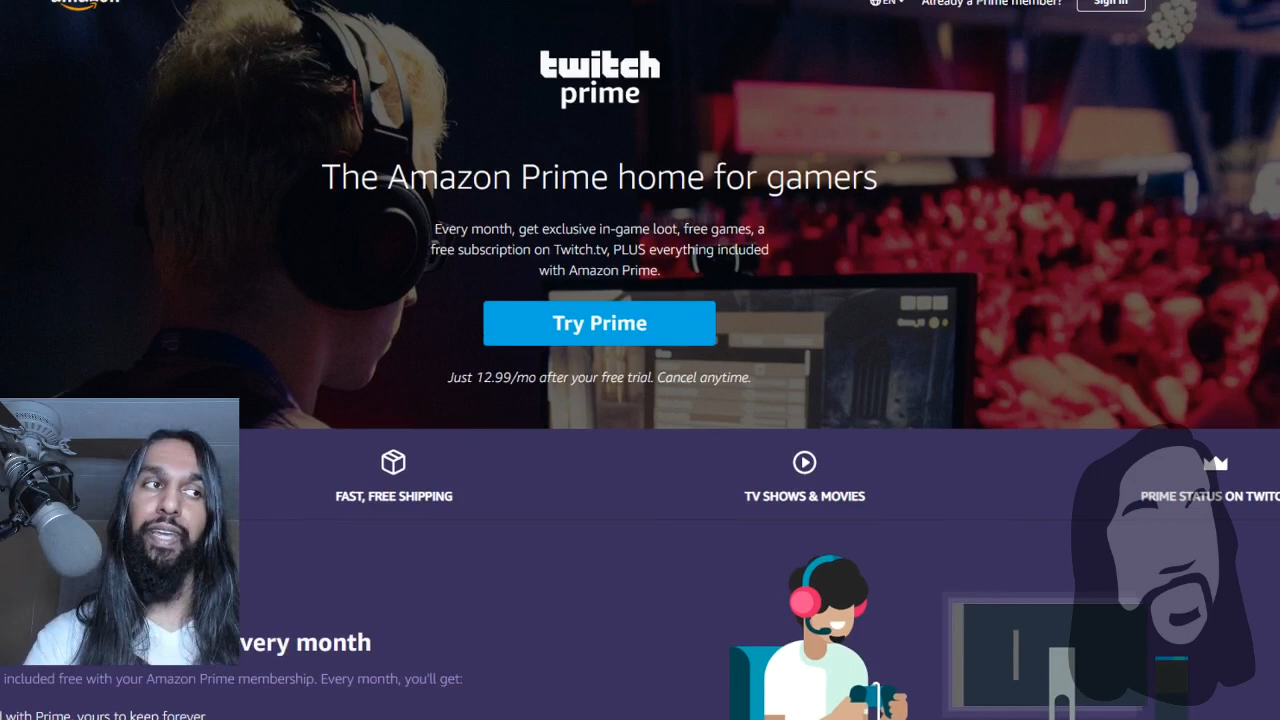 amazon
EN
Already a Prime member?
Sign in
twitch
prime
The Amazon Prime home for gamers
Every month, get exclusive in-game loot, free games, a
free subscription on Twitch.tv, PLUS everything included
with Amazon Prime.
Try Prime
Just 12.99/mo after your free trial. Cancel anytime.
FAST, FREE SHIPPING
TV SHOWS & MOVIES
PRIME STATUS ON TWITC
very month
included free with your Amazon Prime membership. Every month, you'll get:
with Prime, yours to keep forever